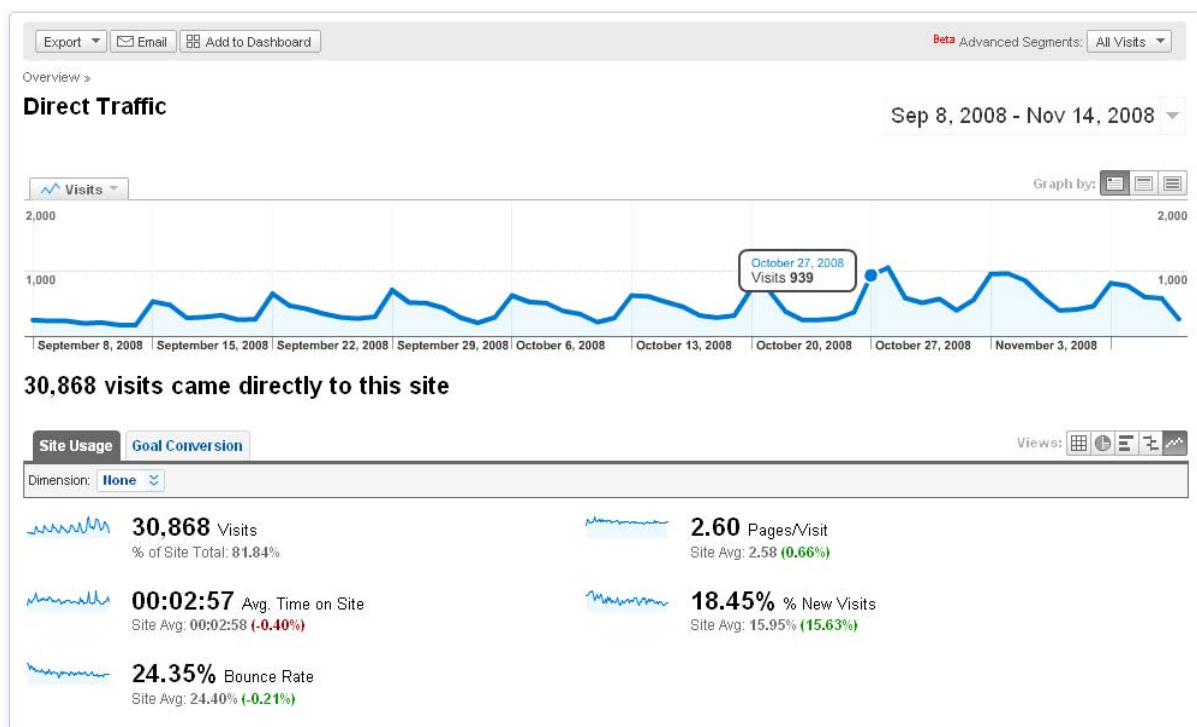 Export Email Add to Dashboard Beta Advanced Segments: All Visits
Overview »
Direct Traffic
Sep 8, 2008 - Nov 14, 2008
Visits Graph by:
2,000 2,000
October 27, 2008
Visits 939
1,000 1,000
September 8, 2008 September 15, 2008 September 22, 2008 September 29, 2008 October 6, 2008 October 13, 2008 October 20, 2008 October 27, 2008 November 3, 2008
30,868 visits came directly to this site
Site Usage Goal Conversion Views:
Dimension: None
30,868 Visits
% of Site Total: 81.84%
2.60 Pages/Visit
Site Avg: 2.58 (0.66%)
00:02:57 Avg. Time on Site
Site Avg: 00:02:58 (-0.40%)
18.45% % New Visits
Site Avg: 15.95% (15.63%)
24.35% Bounce Rate
Site Avg: 24.40% (-0.21%)